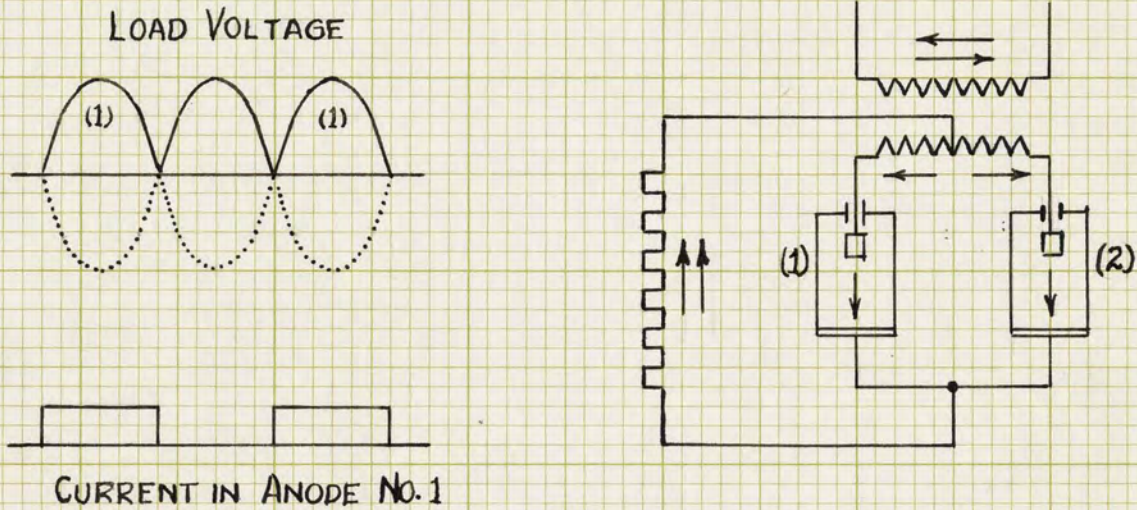 LOAD VOLTAGE
(1) (1)
CURRENT IN ANODE NO. 1
(1) (2)